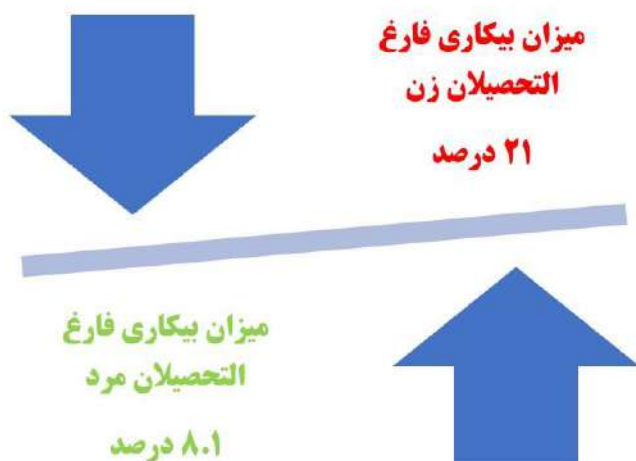 میزان بیکاری فارغ
التحصیلان زن
۲۱ درصد
میزان بیکاری فارغ
التحصیلان مرد
۸.۱ درصد